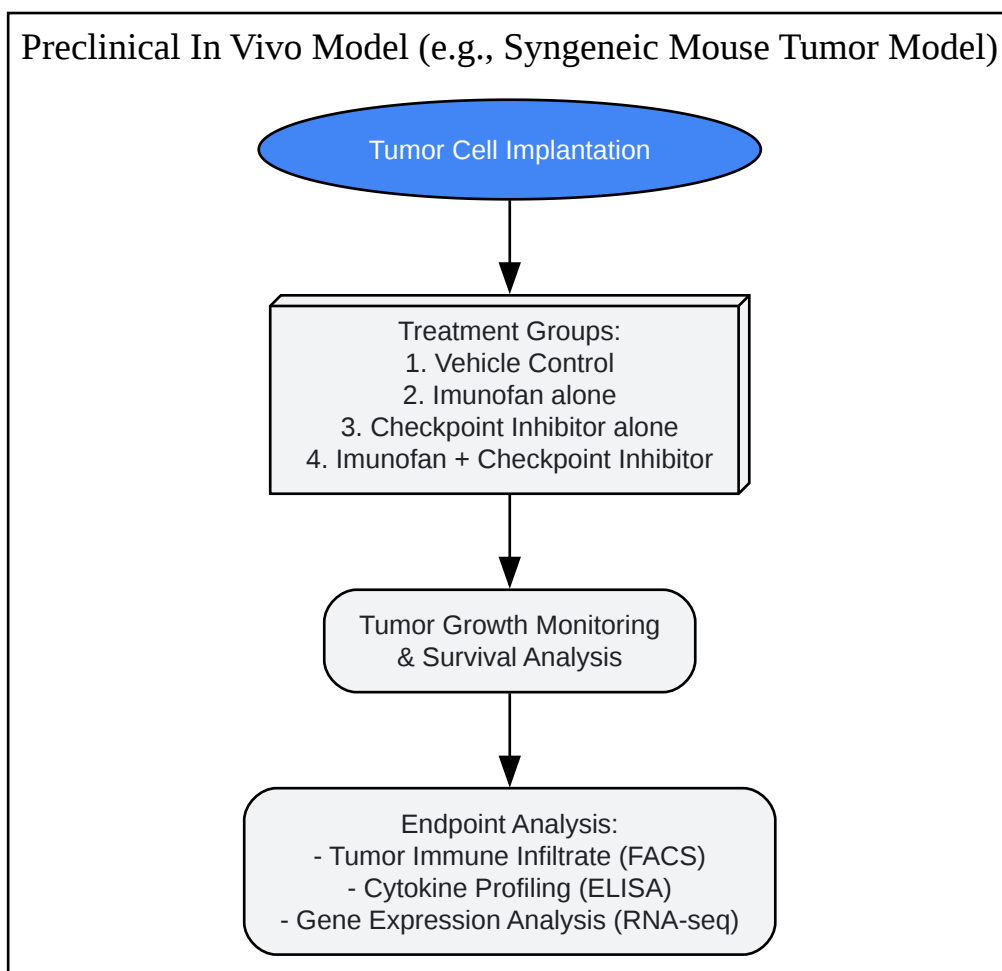 Preclinical In Vivo Model (e.g., Syngeneic Mouse Tumor Model)
Tumor Cell Implantation
Treatment Groups:
1. Vehicle Control
2. Imunofan alone
3. Checkpoint Inhibitor alone
4. Imunofan + Checkpoint Inhibitor
Tumor Growth Monitoring
& Survival Analysis
Endpoint Analysis:
- Tumor Immune Infiltrate (FACS)
- Cytokine Profiling (ELISA)
- Gene Expression Analysis (RNA-seq)